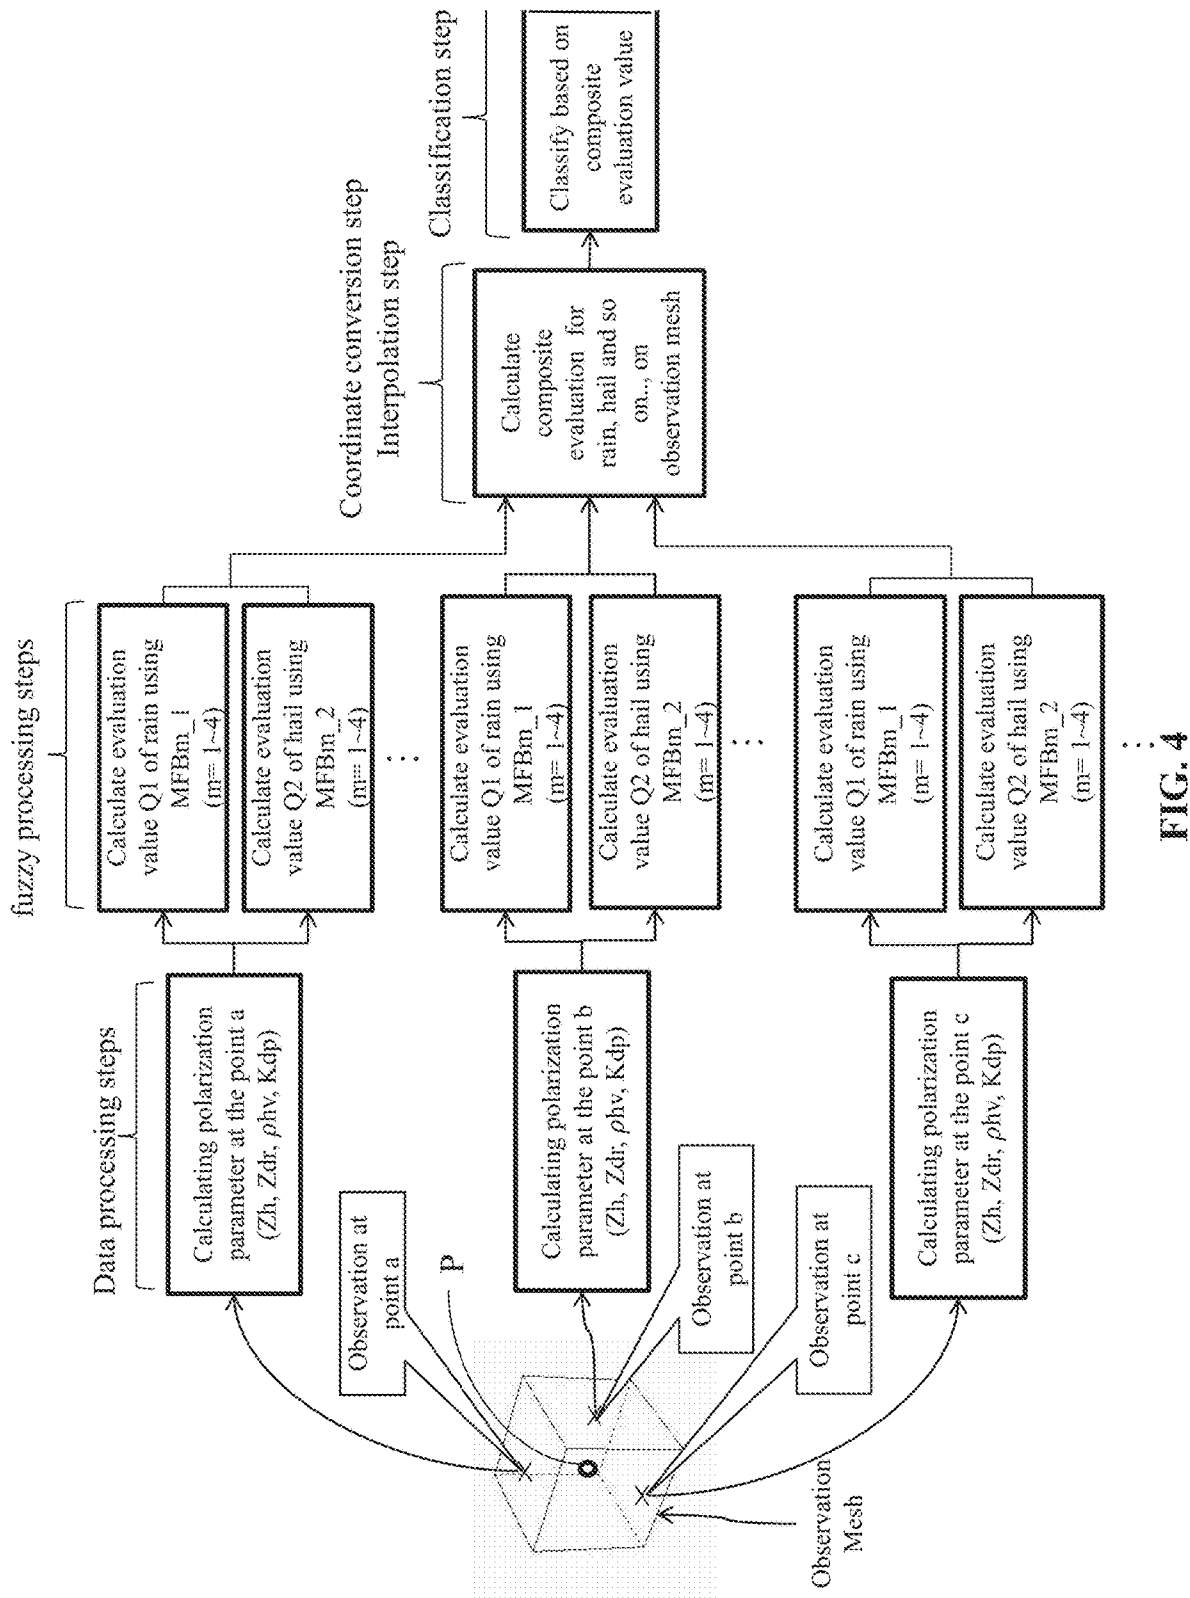 Data processing steps
fuzzy processing steps
Coordinate conversion step
Interpolation step
Classification step
Observation at
point a
P
Observation at
point b
Observation at
point c
Observation
Mesh
Calculating polarization
parameter at the point a
(Zh, Zdr, ρhv, Kdp)
Calculating polarization
parameter at the point b
(Zh, Zdr, ρhv, Kdp)
Calculating polarization
parameter at the point c
(Zh, Zdr, ρhv, Kdp)
Calculate evaluation
value Q1 of rain using
MFBm_1
(m= 1~4)
Calculate evaluation
value Q2 of hail using
MFBm_2
(m= 1~4)
...
Calculate evaluation
value Q1 of rain using
MFBm_1
(m= 1~4)
Calculate evaluation
value Q2 of hail using
MFBm_2
(m= 1~4)
...
Calculate evaluation
value Q1 of rain using
MFBm_1
(m= 1~4)
Calculate evaluation
value Q2 of hail using
MFBm_2
(m= 1~4)
...
Calculate
composite
evaluation for
rain, hail and so
on.., on
observation mesh
Classify based on
composite
evaluation value
FIG. 4